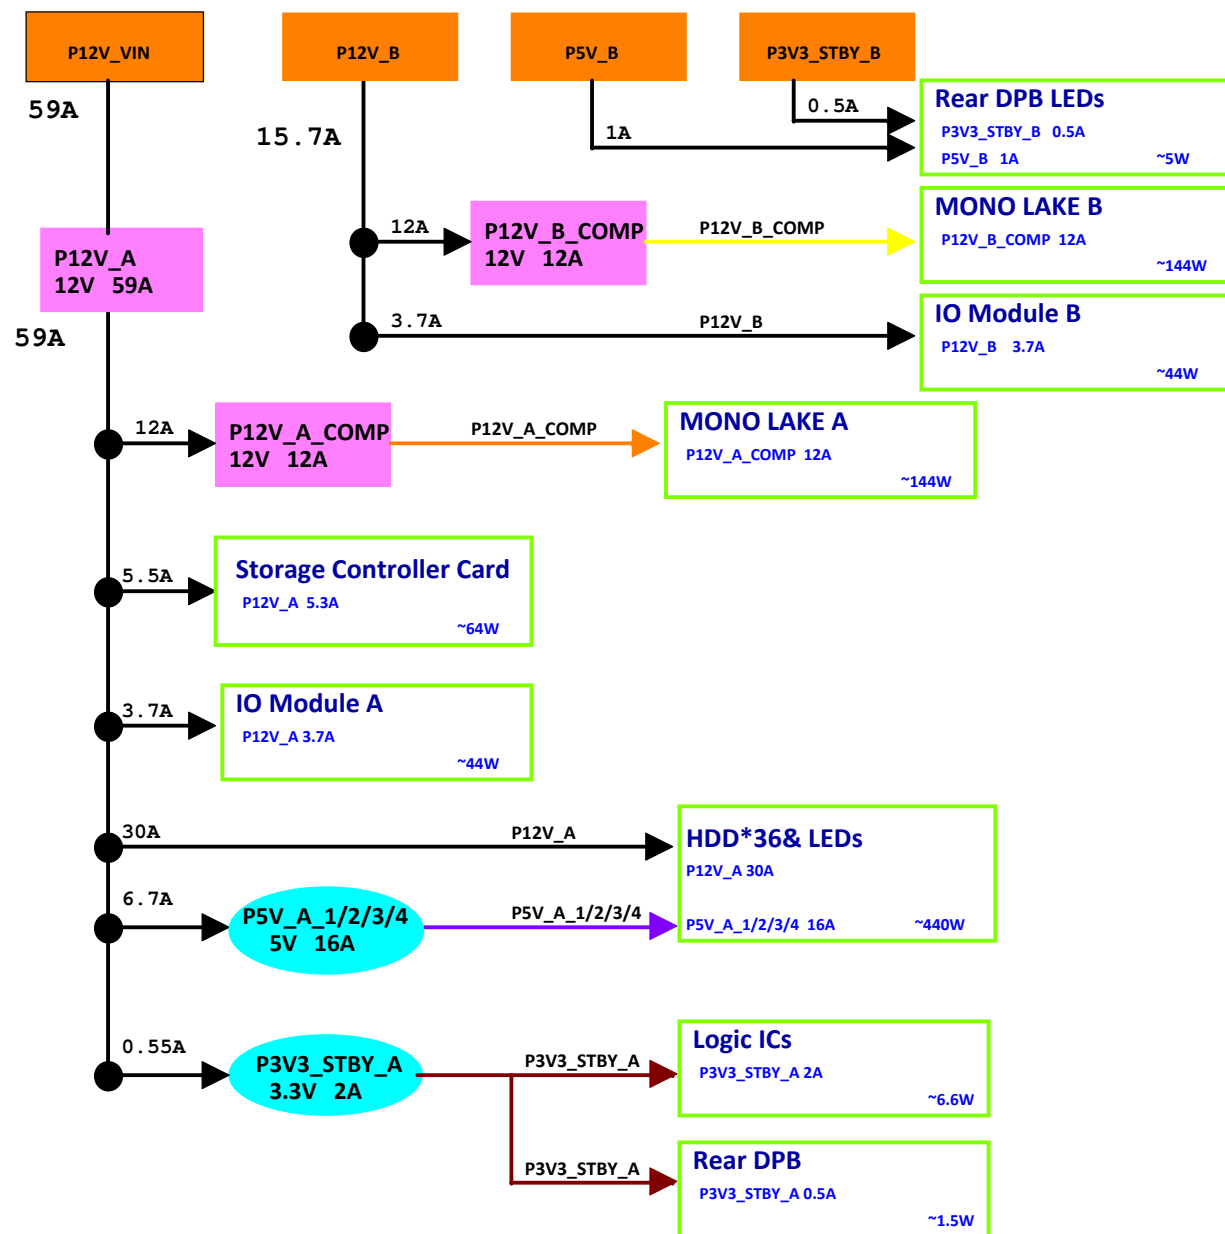 P12V_VIN
P12V_B
P5V_B
P3V3_STBY_B
59A
15.7A
1A
0.5A
Rear DPB LEDs
P3V3_STBY_B 0.5A
P5V_B 1A
~5W
P12V_A
12V 59A
59A
12A
P12V_B_COMP
12V 12A
P12V_B_COMP
MONO LAKE B
P12V_B_COMP 12A
~144W
3.7A
P12V_B
IO Module B
P12V_B 3.7A
~44W
12A
P12V_A_COMP
12V 12A
P12V_A_COMP
MONO LAKE A
P12V_A_COMP 12A
~144W
5.5A
Storage Controller Card
P12V_A 5.3A
~64W
3.7A
IO Module A
P12V_A 3.7A
~44W
30A
P12V_A
HDD*36& LEDs
P12V_A 30A
6.7A
P5V_A_1/2/3/4
5V 16A
P5V_A_1/2/3/4
P5V_A_1/2/3/4 16A
~440W
0.55A
P3V3_STBY_A
3.3V 2A
P3V3_STBY_A
Logic ICs
P3V3_STBY_A 2A
~6.6W
P3V3_STBY_A
Rear DPB
P3V3_STBY_A 0.5A
~1.5W